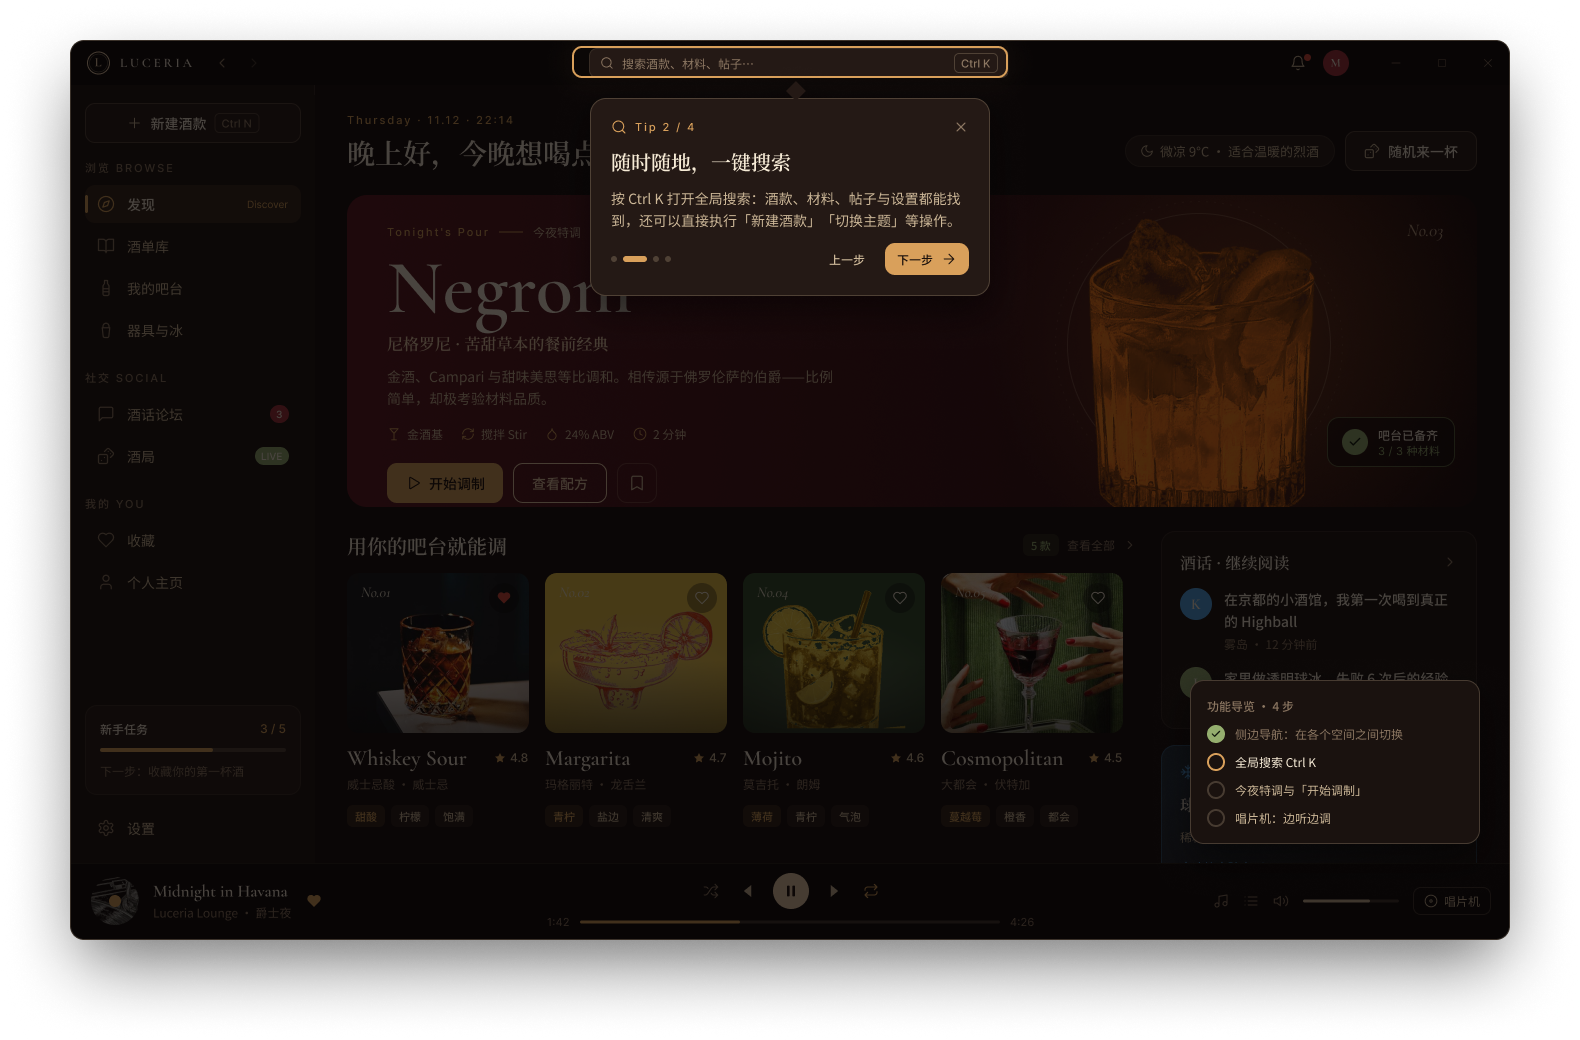 L LUCERIA
搜索酒款、材料、帖子… Ctrl K
M
新建酒款 Ctrl N
浏览 BROWSE
发现 Discover
酒单库
我的吧台
器具与冰
社交 SOCIAL
酒话论坛 3
酒局 LIVE
我的 YOU
收藏
个人主页
新手任务 3 / 5
下一步：收藏你的第一杯酒
设置
Thursday · 11.12 · 22:14
晚上好，今晚想喝点
微凉 9°C · 适合温暖的烈酒
随机来一杯
Tip 2 / 4
随时随地，一键搜索
按 Ctrl K 打开全局搜索：酒款、材料、帖子与设置都能找
到，还可以直接执行「新建酒款」「切换主题」等操作。
上一步 下一步
Tonight's Pour —— 今夜特调
No.03
Negroni
尼格罗尼 · 苦甜草本的餐前经典
金酒、Campari 与甜味美思等比调和。相传源于佛罗伦萨的伯爵——比例
简单，却极考验材料品质。
金酒基 搅拌 Stir 24% ABV 2 分钟
开始调制 查看配方
吧台已备齐
3 / 3 种材料
用你的吧台就能调 5 款 查看全部
No.01
Whiskey Sour 4.8
威士忌酸 · 威士忌
甜酸 柠檬 饱满
Margarita 4.7
玛格丽特 · 龙舌兰
青柠 盐边 清爽
No.04
Mojito 4.6
莫吉托 · 朗姆
薄荷 青柠 气泡
Cosmopolitan 4.5
大都会 · 伏特加
蔓越莓 橙香 都会
酒话 · 继续阅读
K
在京都的小酒馆，我第一次喝到真正
的 Highball
雾岛 · 12 分钟前
家里做透明球冰，失败 6 次后的经验
功能导览 · 4 步
侧边导航：在各个空间之间切换
全局搜索 Ctrl K
今夜特调与「开始调制」
唱片机：边听边调
Midnight in Havana
Luceria Lounge · 爵士夜
1:42 4:26
唱片机